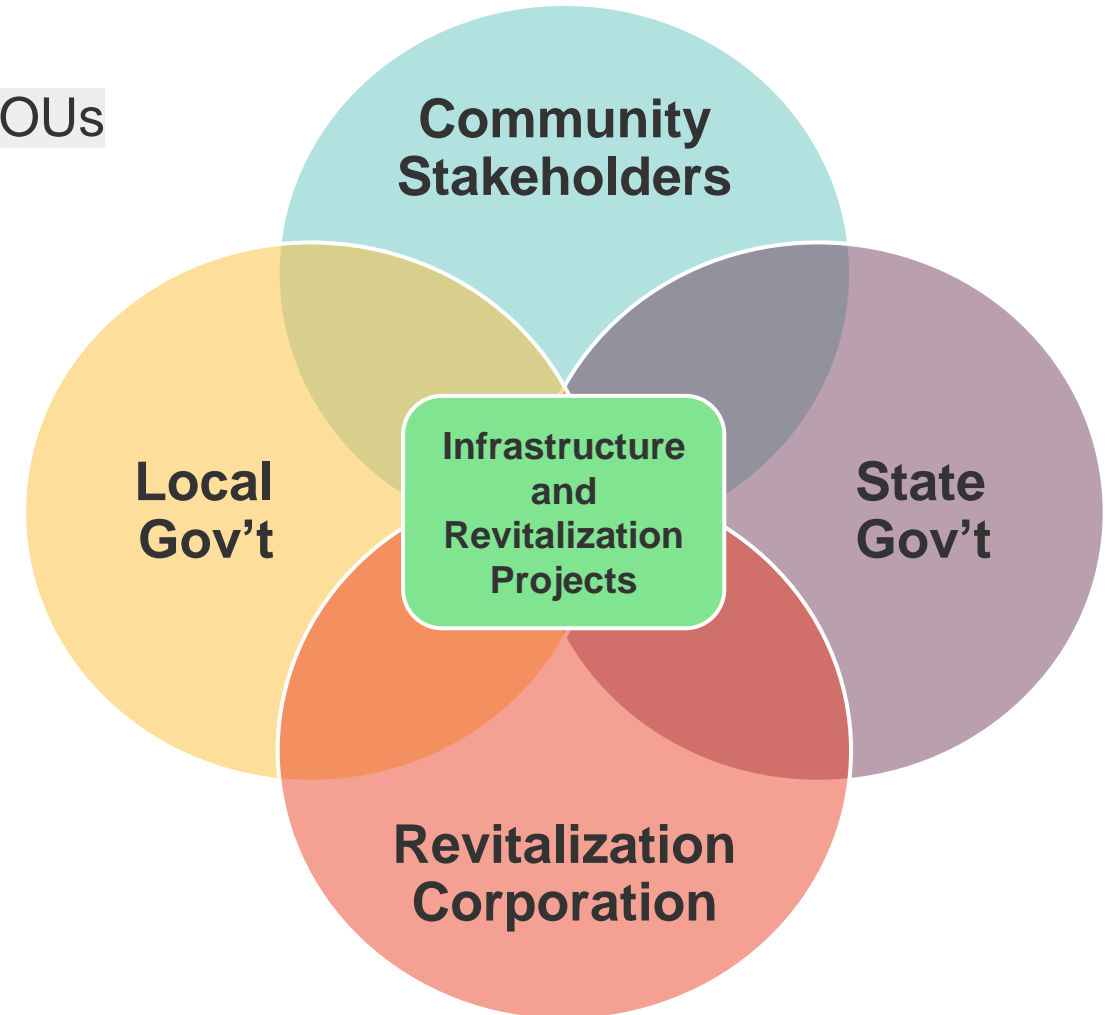 OUs
Community
Stakeholders
Local
Gov’t
Infrastructure
and
Revitalization
Projects
State
Gov’t
Revitalization
Corporation